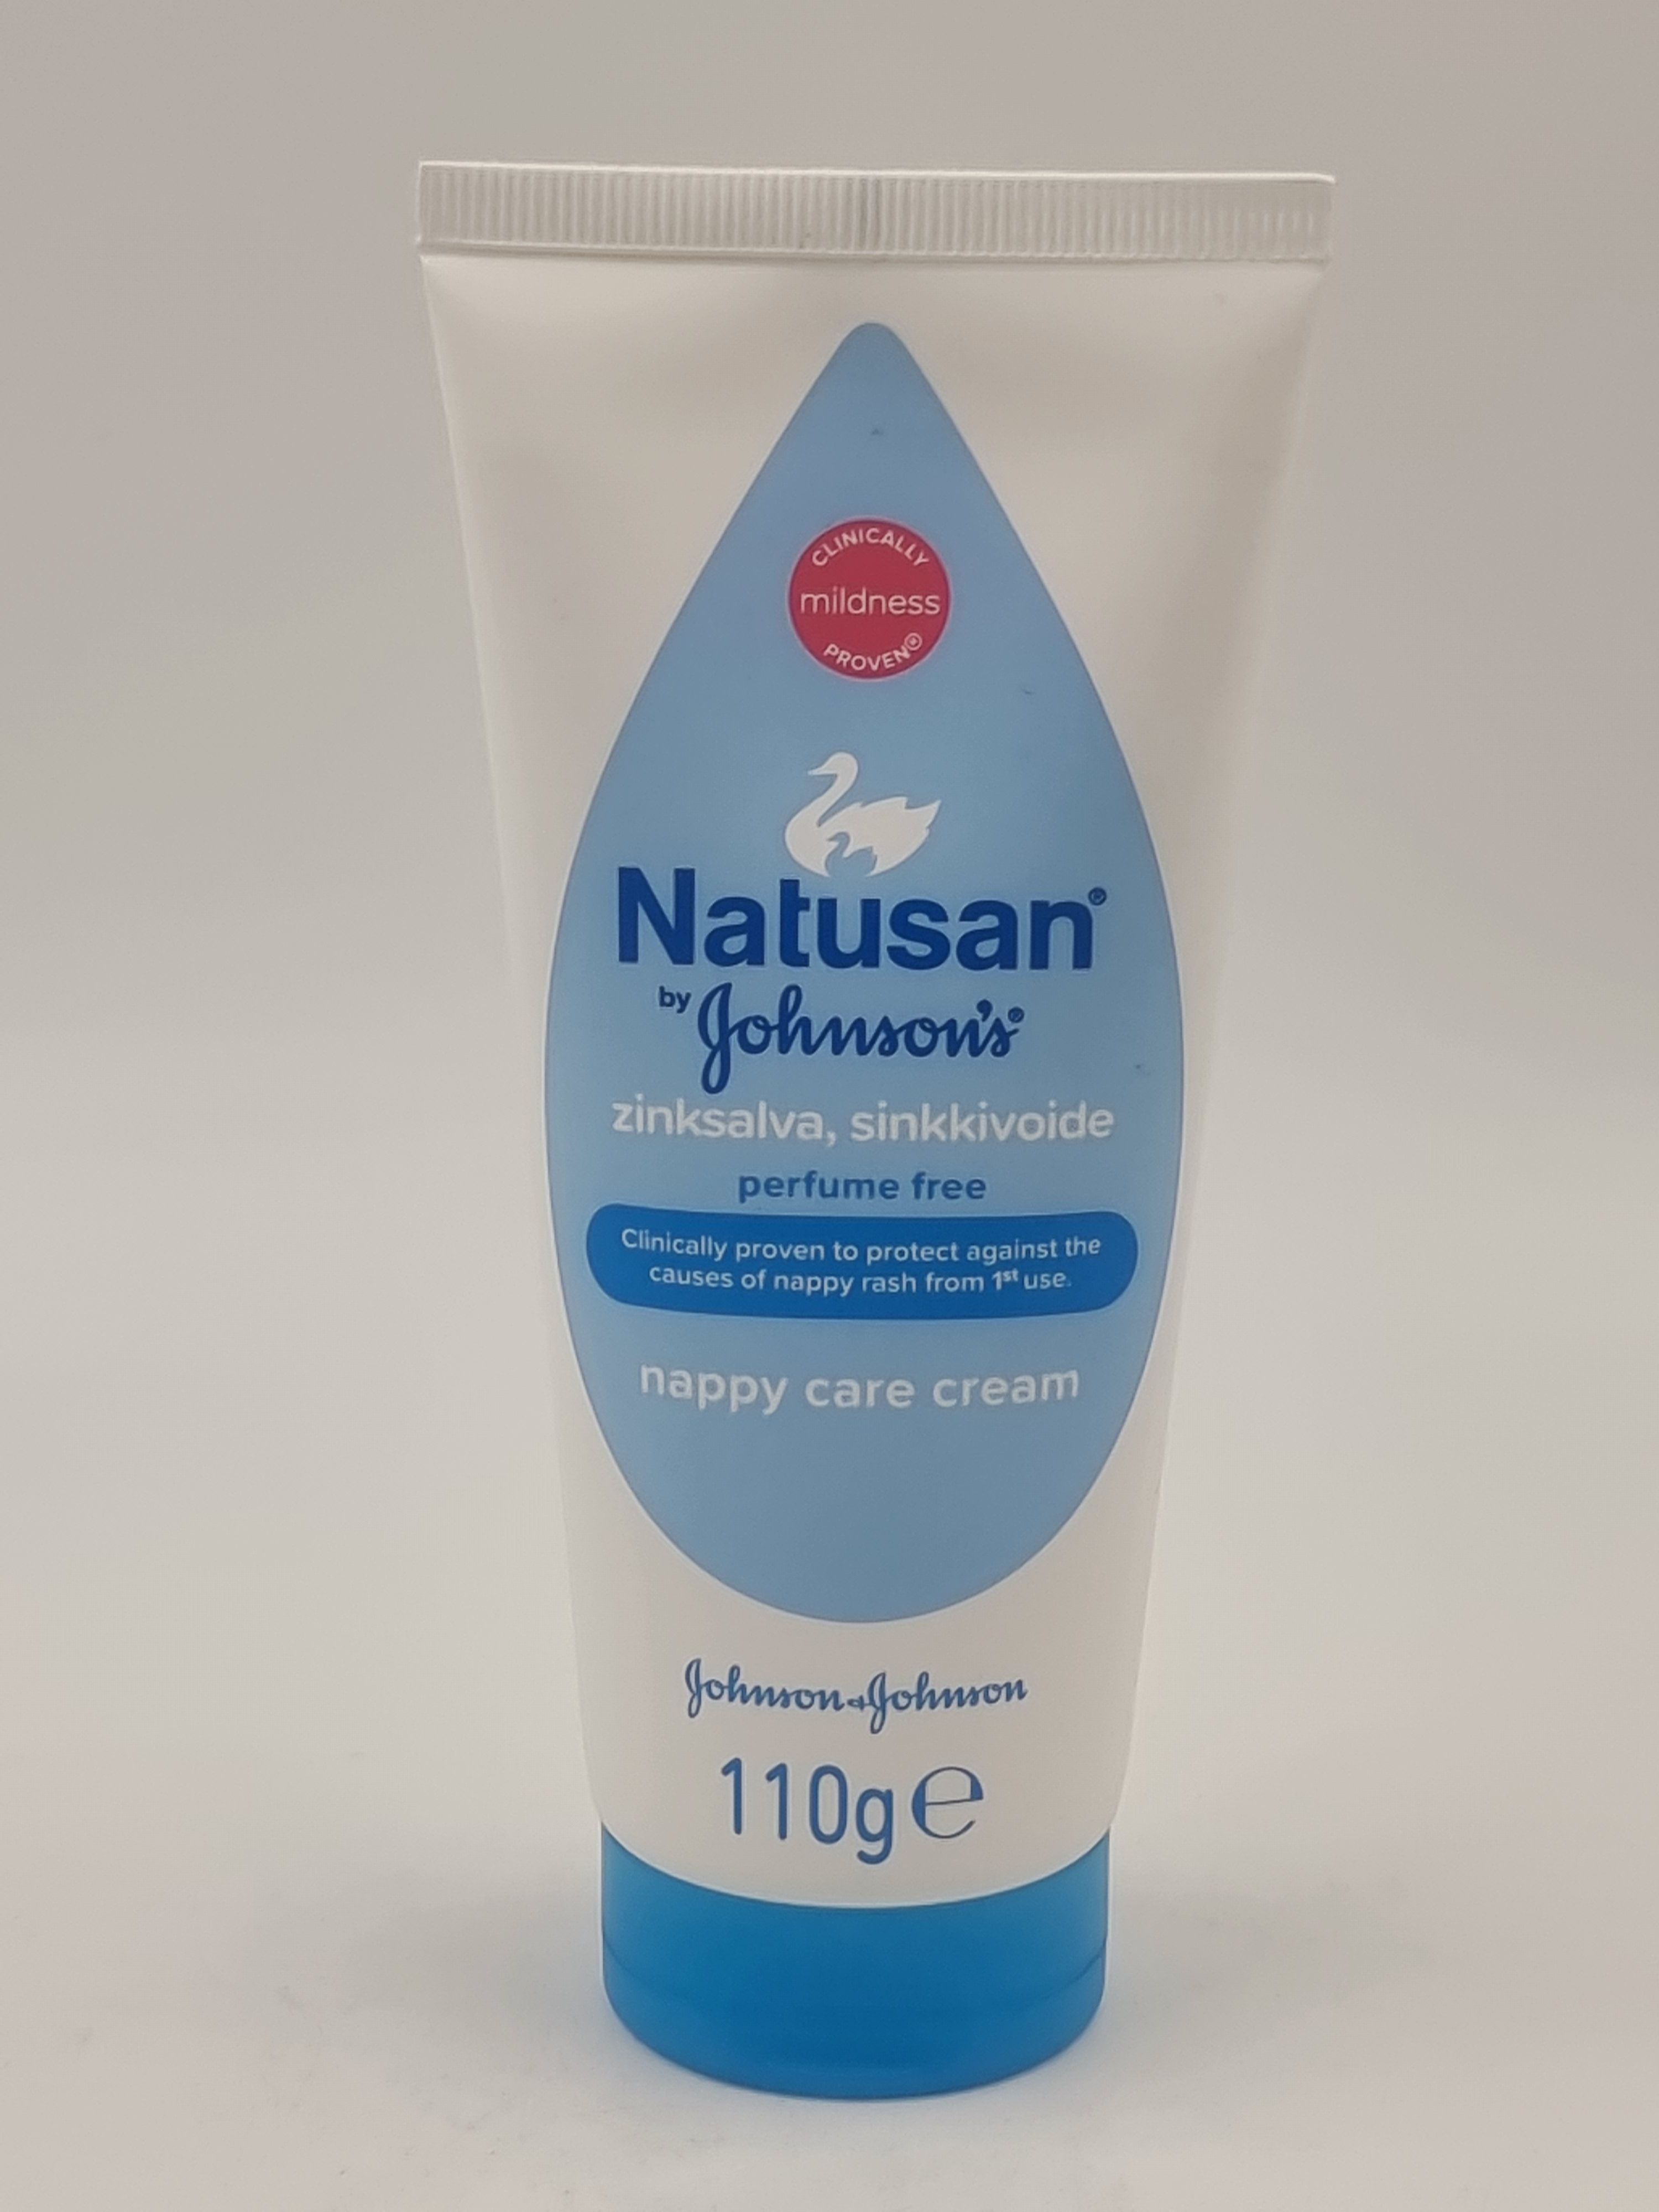 CLINICALLY
mildness
PROVEN®
Natusan®
by Johnson's®
zinksalva, sinkkivoide
perfume free
Clinically proven to protect against the
causes of nappy rash from 1st use.
nappy care cream
Johnson & Johnson
110g ℮